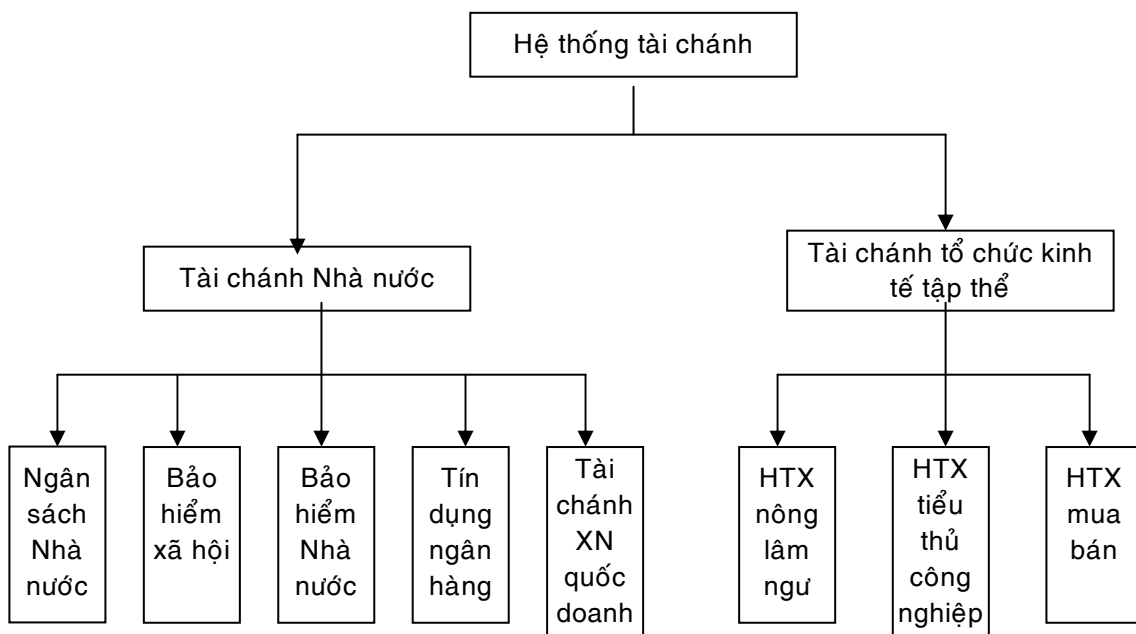 Hệ thống tài chánh
Tài chánh Nhà nước
Tài chánh tổ chức kinh
tế tập thể
Ngân
sách
Nhà
nước
Bảo
hiểm
xã hội
Bảo
hiểm
Nhà
nước
Tín
dụng
ngân
hàng
Tài
chánh
XN
quốc
doanh
HTX
nông
lâm
ngư
HTX
tiểu
thủ
công
nghiệp
HTX
mua
bán